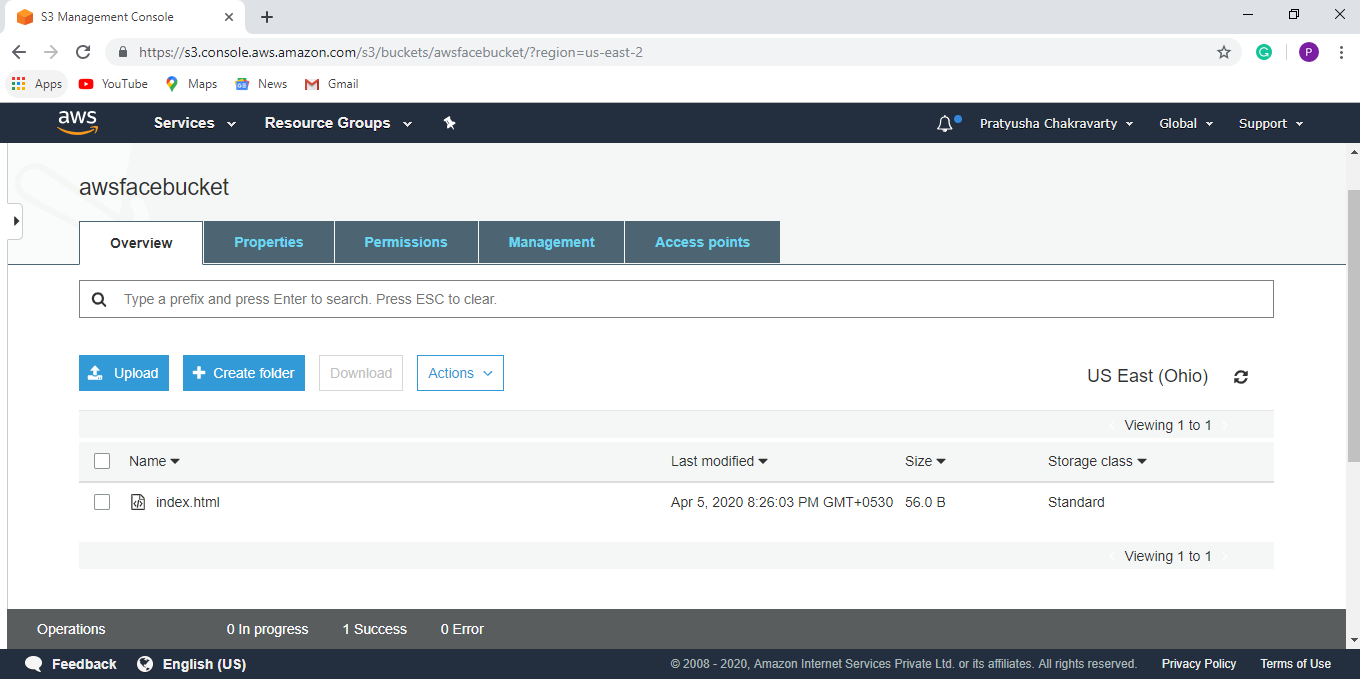 S3 Management Console
https://s3.console.aws.amazon.com/s3/buckets/awsfacebucket/?region=us-east-2
P
Apps YouTube Maps News Gmail
aws Services Resource Groups Pratyusha Chakravarty Global Support
awsfacebucket
Overview Properties Permissions Management Access points
Type a prefix and press Enter to search. Press ESC to clear.
Upload Create folder Download Actions US East (Ohio)
Viewing 1 to 1
Name Last modified Size Storage class
index.html Apr 5, 2020 8:26:03 PM GMT+0530 56.0 B Standard
Viewing 1 to 1
Operations 0 In progress 1 Success 0 Error
Feedback English (US) © 2008 - 2020, Amazon Internet Services Private Ltd. or its affiliates. All rights reserved. Privacy Policy Terms of Use